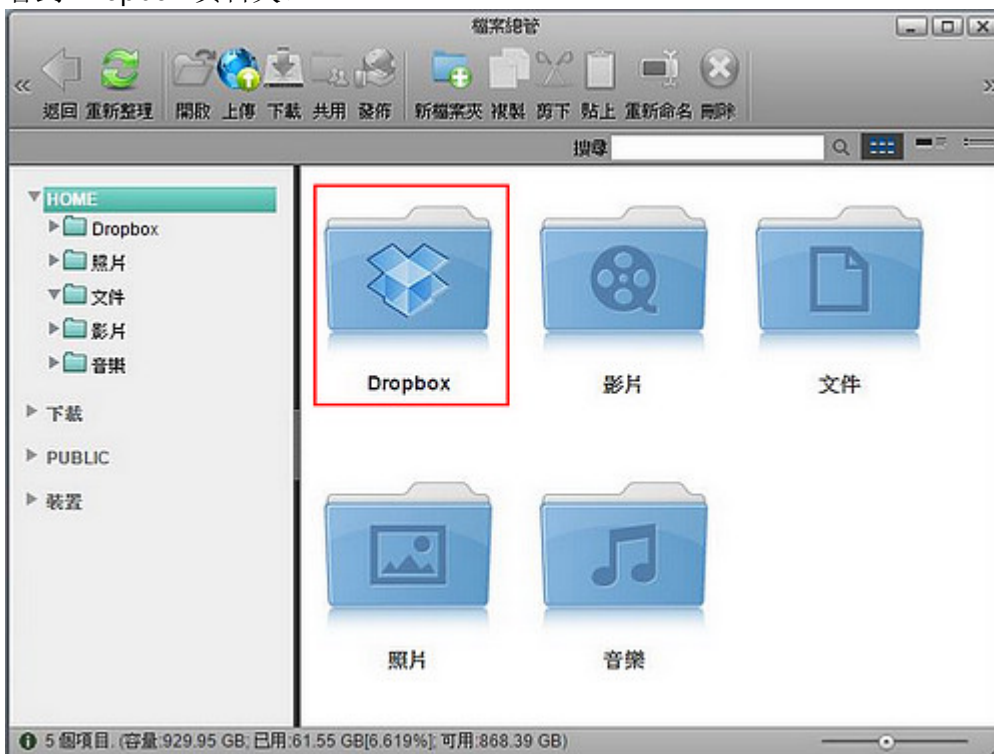 檔案總管
返回 重新整理 開啟 上傳 下載 共用 發佈 新檔案夾 複製 剪下 貼上 重新命名 刪除
搜尋
HOME
Dropbox
照片
文件
影片
音樂
下載
PUBLIC
裝置
Dropbox 影片 文件
照片 音樂
5 個項目. (容量:929.95 GB; 已用:61.55 GB[6.619%]; 可用:868.39 GB)